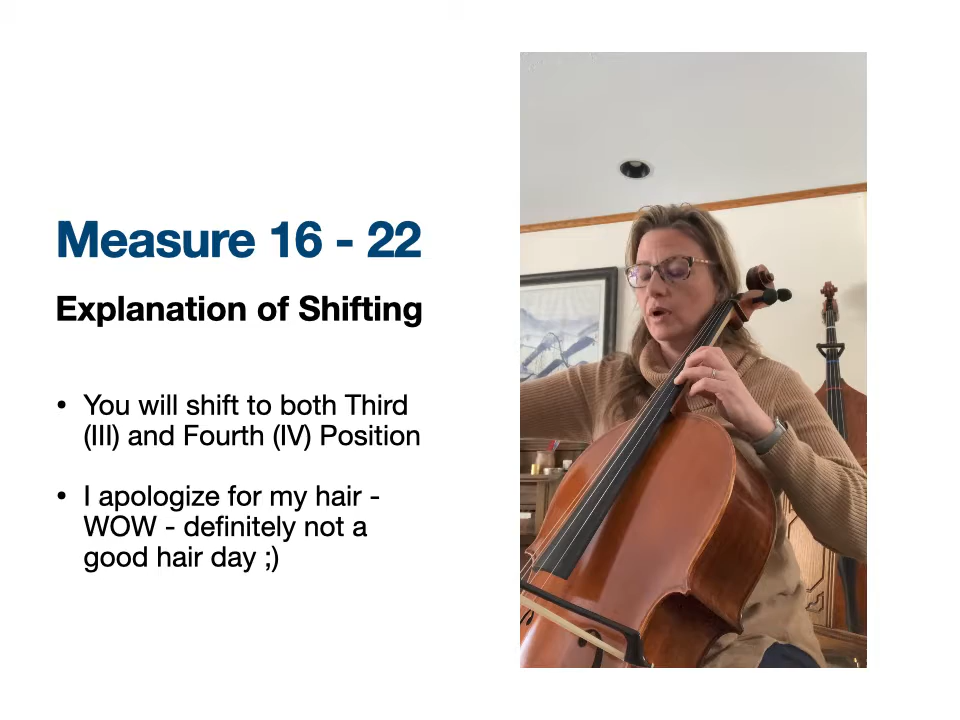 Measure 16 - 22
Explanation of Shifting
• You will shift to both Third
(III) and Fourth (IV) Position
• I apologize for my hair -
WOW - definitely not a
good hair day ;)